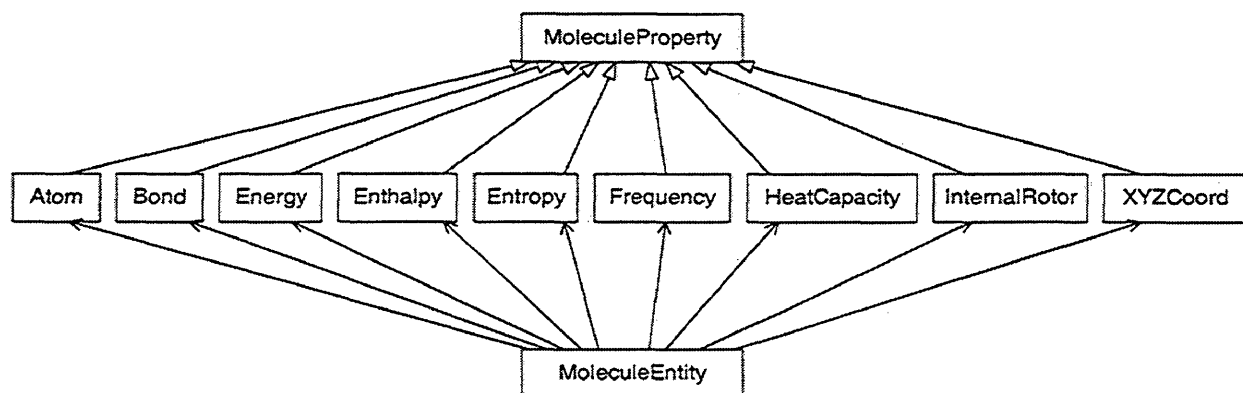 MoleculeProperty
Atom Bond Energy Enthalpy Entropy Frequency HeatCapacity InternalRotor XYZCoord
MoleculeEntity